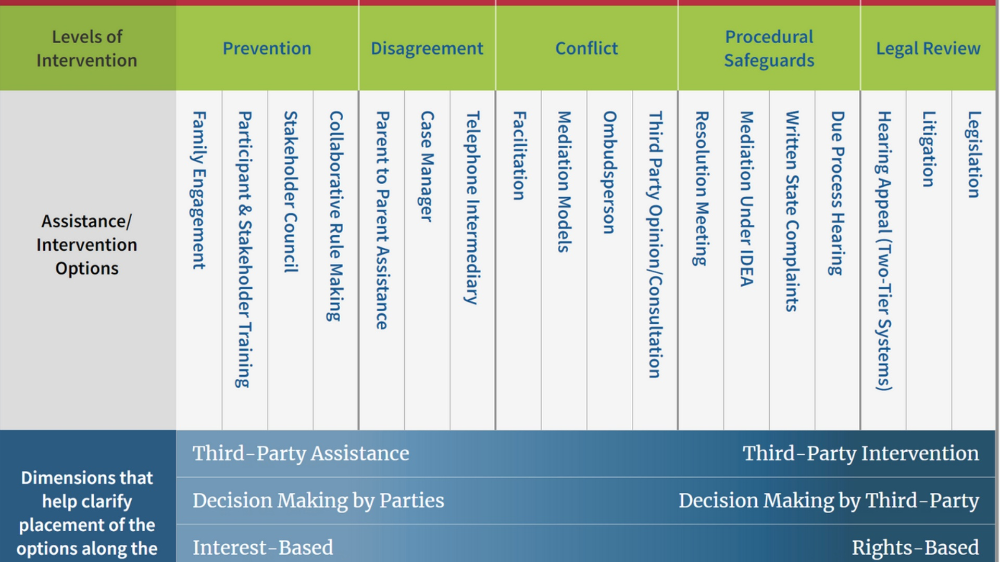 Levels of
Intervention
Prevention
Disagreement
Conflict
Procedural
Safeguards
Legal Review
Assistance/
Intervention
Options
Family Engagement
Participant & Stakeholder Training
Stakeholder Council
Collaborative Rule Making
Parent to Parent Assistance
Case Manager
Telephone Intermediary
Facilitation
Mediation Models
Ombudsperson
Third Party Opinion/Consultation
Resolution Meeting
Mediation Under IDEA
Written State Complaints
Due Process Hearing
Hearing Appeal (Two-Tier Systems)
Litigation
Legislation
Dimensions that
help clarify
placement of the
options along the
Third-Party Assistance
Third-Party Intervention
Decision Making by Parties
Decision Making by Third-Party
Interest-Based
Rights-Based